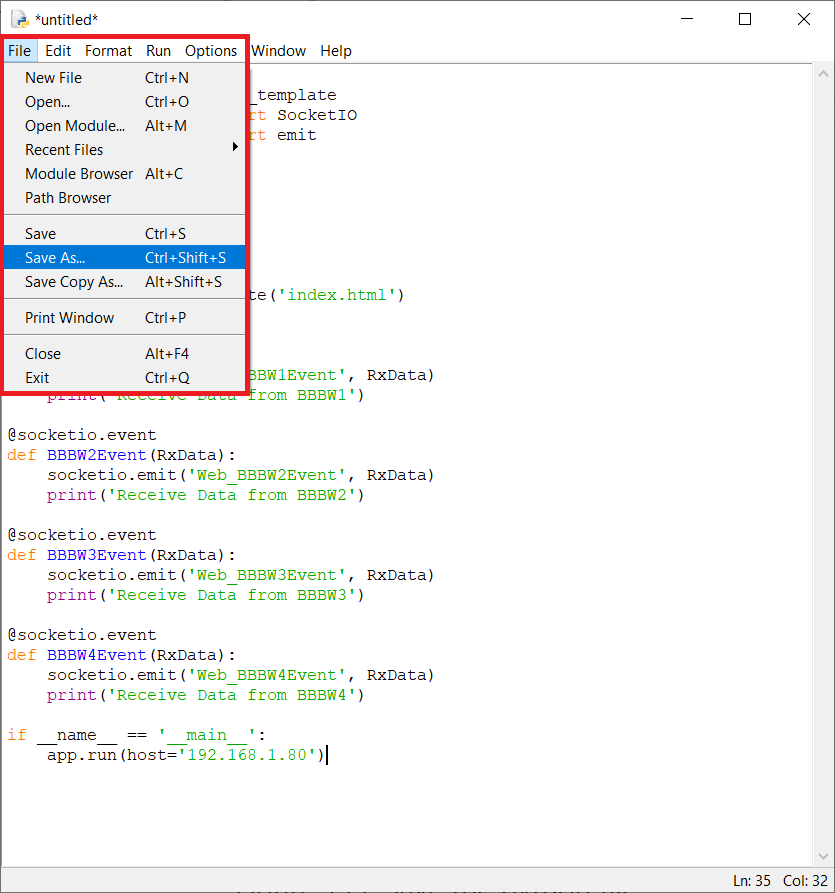 *untitled*
File Edit Format Run Options Window Help
New File Ctrl+N
Open... Ctrl+O
Open Module... Alt+M
Recent Files
Module Browser Alt+C
Path Browser
Save Ctrl+S
Save As... Ctrl+Shift+S
Save Copy As... Alt+Shift+S
Print Window Ctrl+P
Close Alt+F4
Exit Ctrl+Q
_template
rt SocketIO
rt emit
te('index.html')
BBW1Event', RxData)
print('Receive Data from BBBW1')
@socketio.event
def BBBW2Event(RxData):
socketio.emit('Web_BBBW2Event', RxData)
print('Receive Data from BBBW2')
@socketio.event
def BBBW3Event(RxData):
socketio.emit('Web_BBBW3Event', RxData)
print('Receive Data from BBBW3')
@socketio.event
def BBBW4Event(RxData):
socketio.emit('Web_BBBW4Event', RxData)
print('Receive Data from BBBW4')
if __name__ == '__main__':
app.run(host='192.168.1.80')
Ln: 35 Col: 32